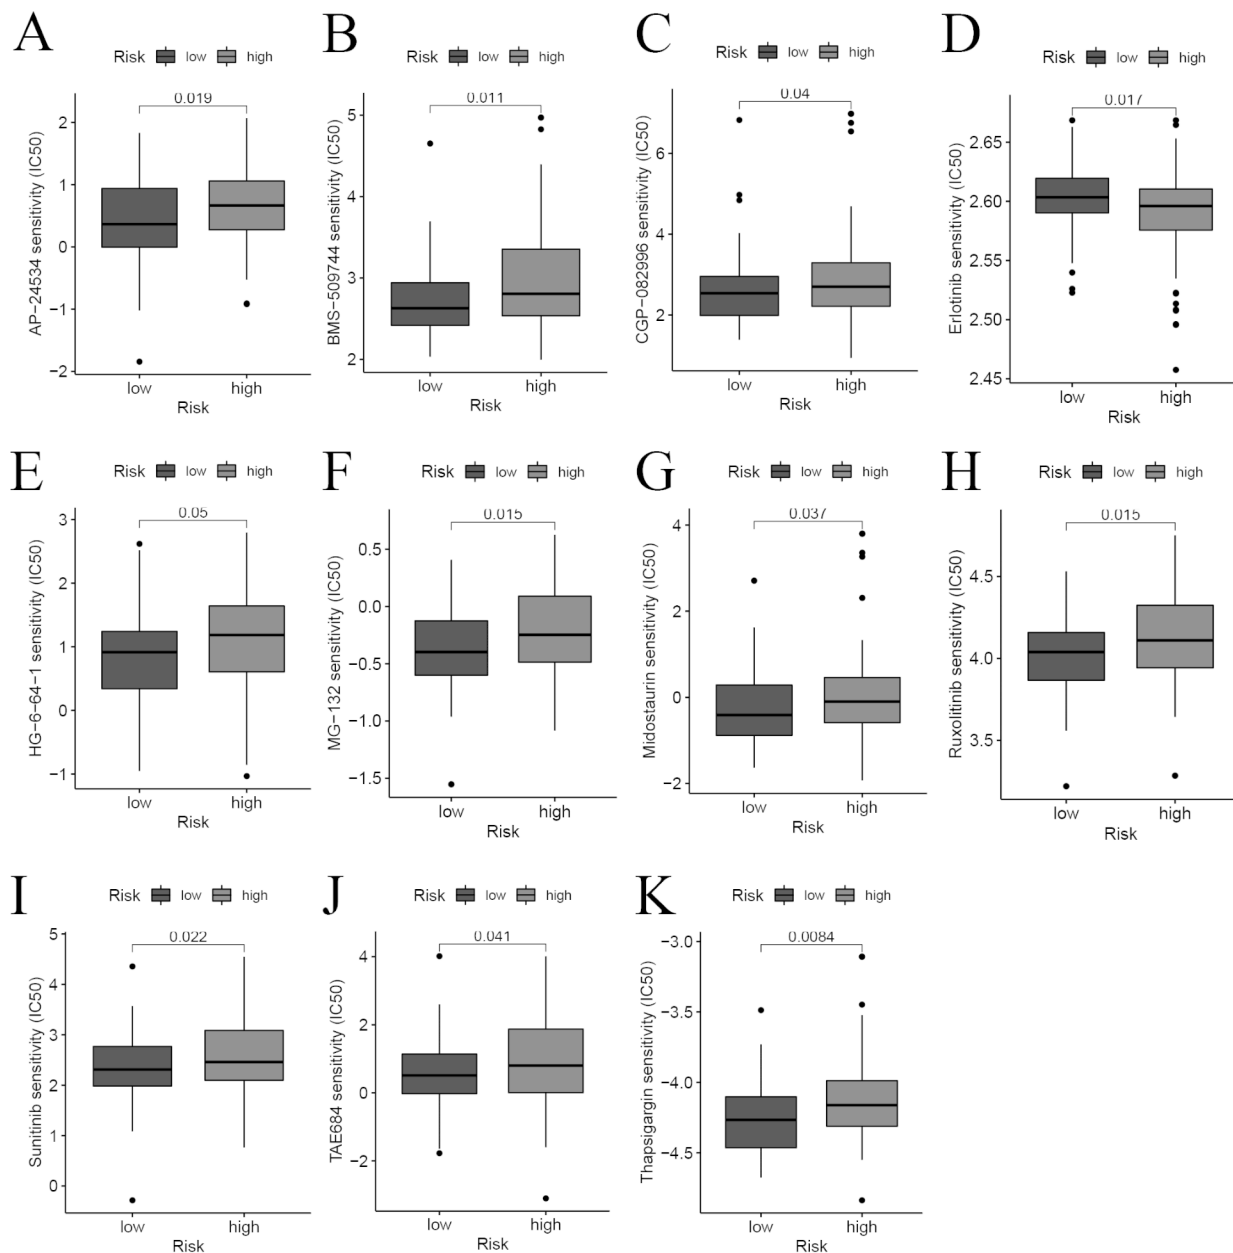 A
Risk low high
0.019
AP-24534 sensitivity (IC50)
2
1
0
−1
−2
low high
Risk
B
Risk low high
0.011
BMS-509744 sensitivity (IC50)
5
4
3
2
low high
Risk
C
Risk low high
0.04
CGP-082996 sensitivity (IC50)
6
4
2
low high
Risk
D
Risk low high
0.017
Erlotinib sensitivity (IC50)
2.65
2.60
2.55
2.50
2.45
low high
Risk
E
Risk low high
0.05
HG-6-64-1 sensitivity (IC50)
3
2
1
0
−1
low high
Risk
F
Risk low high
0.015
MG-132 sensitivity (IC50)
0.5
0.0
−0.5
−1.0
−1.5
low high
Risk
G
Risk low high
0.037
Midostaurin sensitivity (IC50)
4
2
0
−2
low high
Risk
H
Risk low high
0.015
Ruxolitinib sensitivity (IC50)
4.5
4.0
3.5
low high
Risk
I
Risk low high
0.022
Sunitinib sensitivity (IC50)
5
4
3
2
1
0
low high
Risk
J
Risk low high
0.041
TAE684 sensitivity (IC50)
4
2
0
−2
low high
Risk
K
Risk low high
0.0084
Thapsigargin sensitivity (IC50)
−3.0
−3.5
−4.0
−4.5
low high
Risk